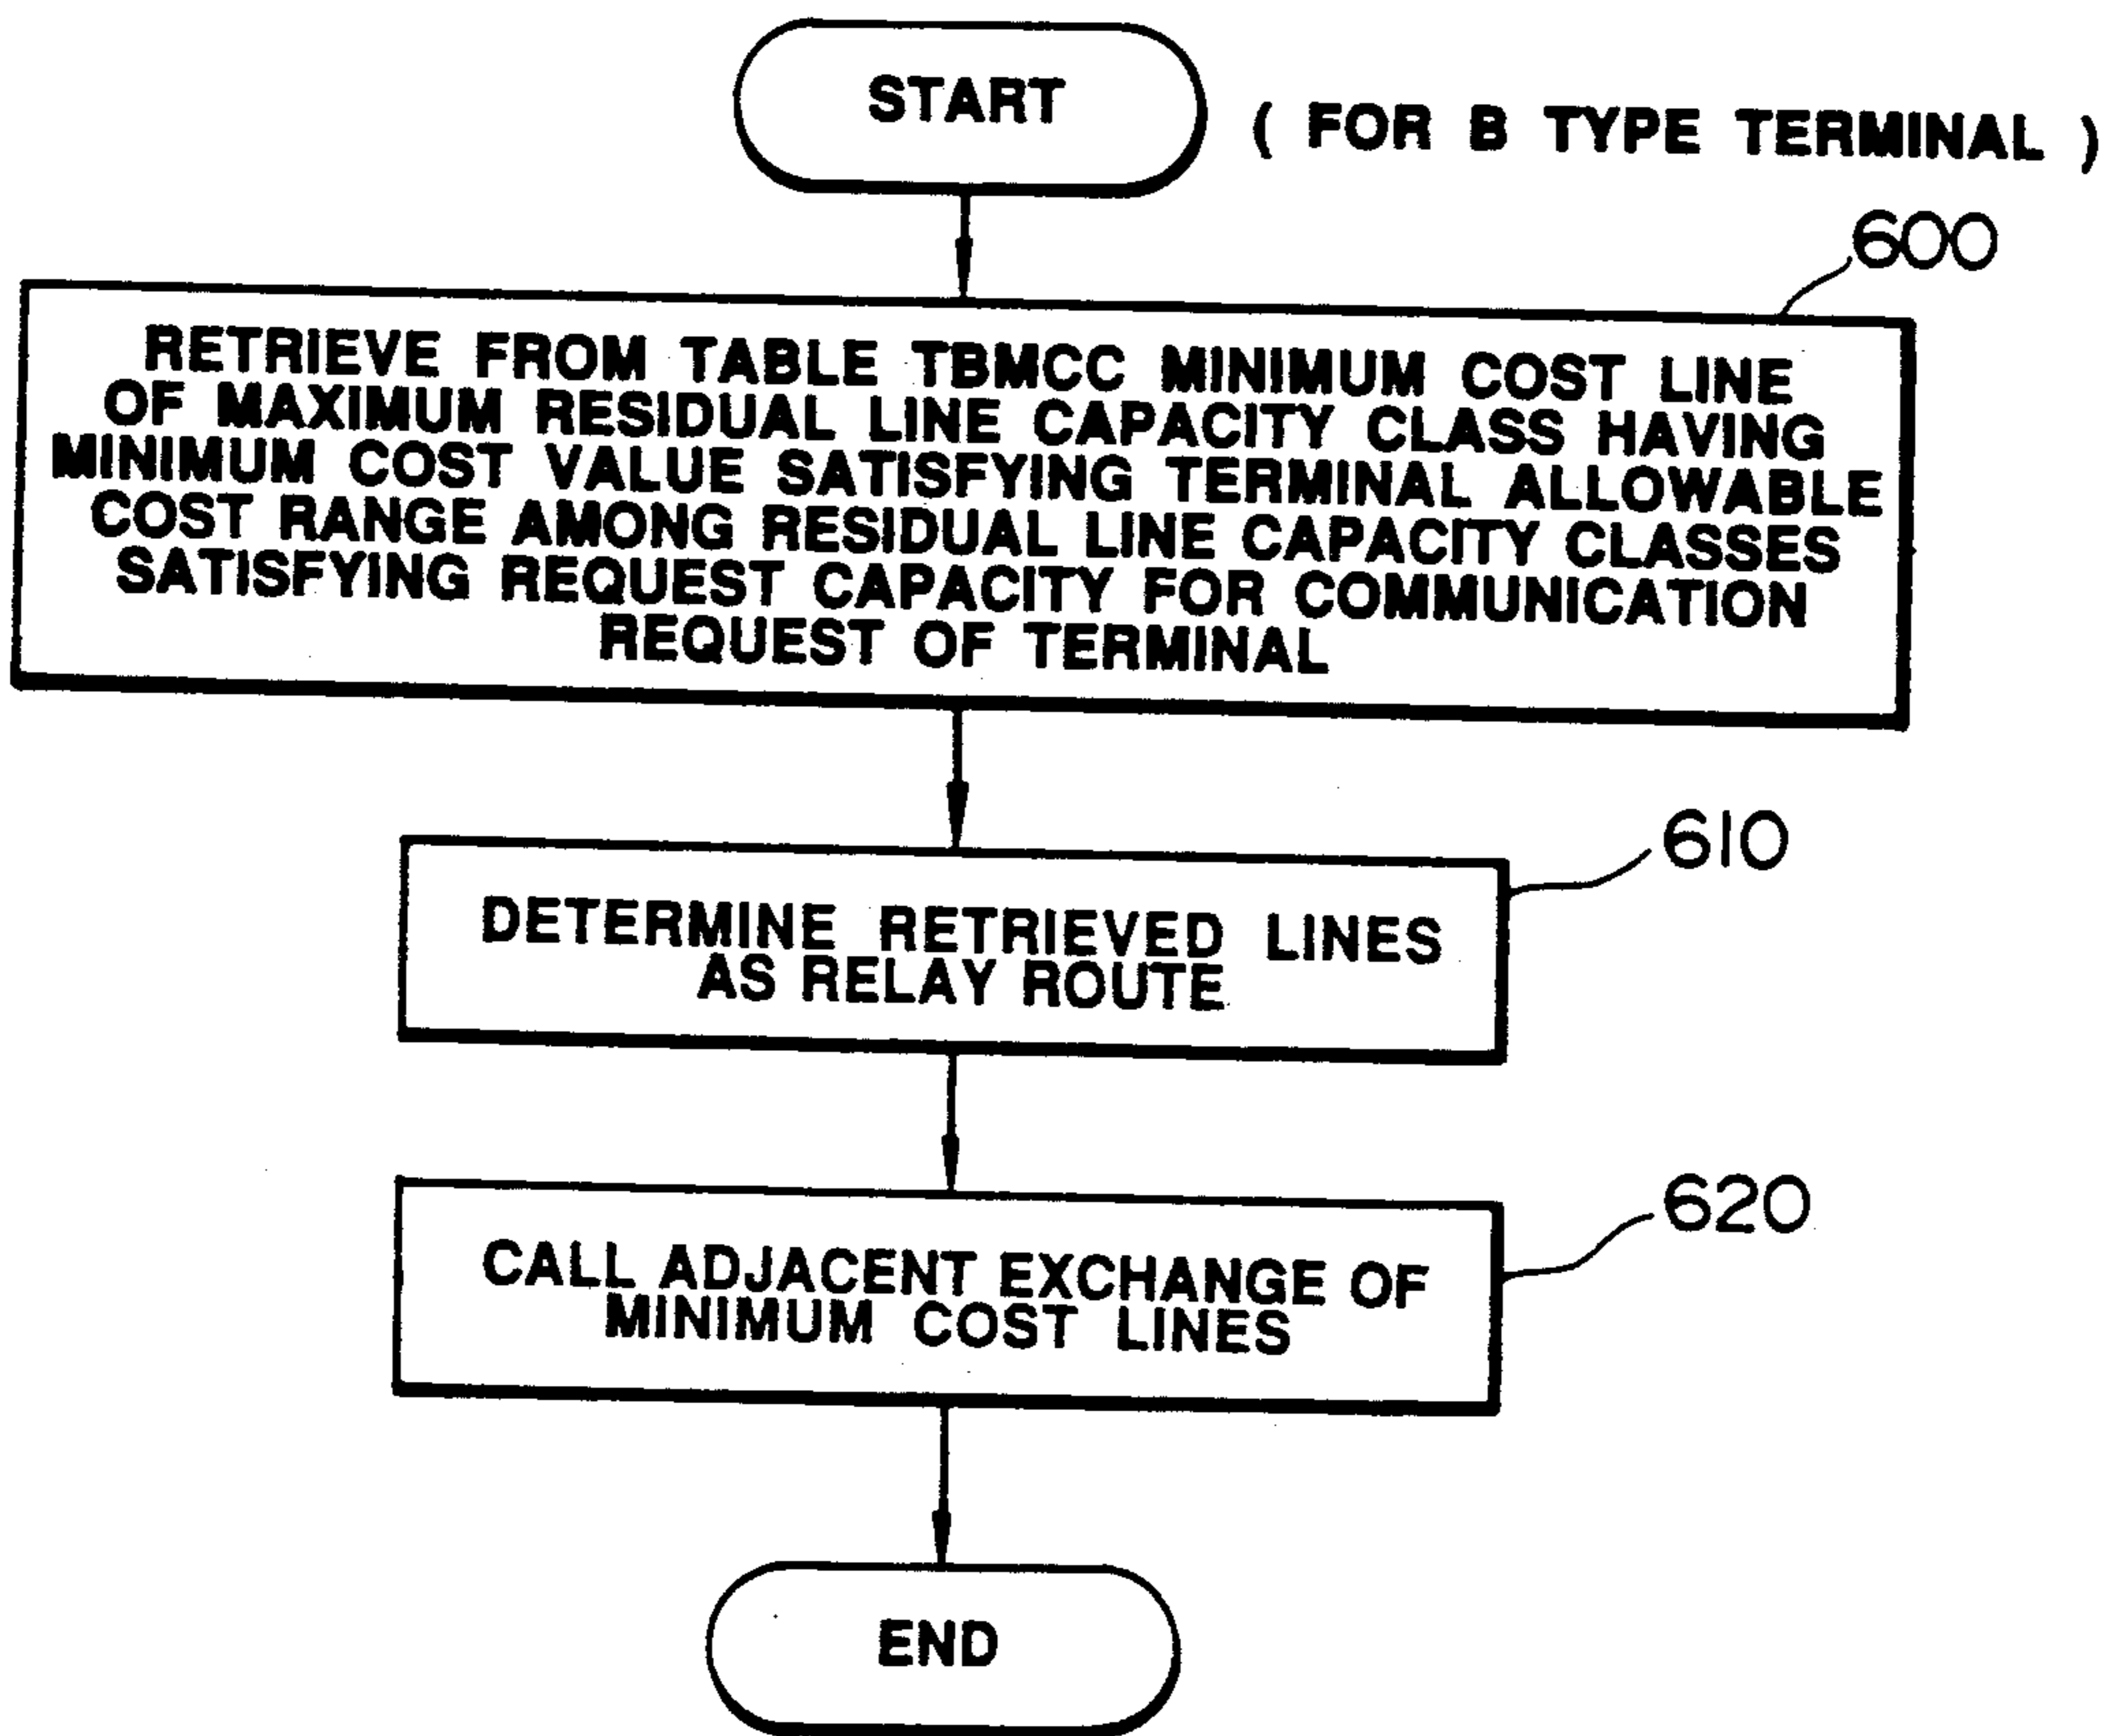 START
( FOR B TYPE TERMINAL )
600
RETRIEVE FROM TABLE TBMCC MINIMUM COST LINE
OF MAXIMUM RESIDUAL LINE CAPACITY CLASS HAVING
MINIMUM COST VALUE SATISFYING TERMINAL ALLOWABLE
COST RANGE AMONG RESIDUAL LINE CAPACITY CLASSES
SATISFYING REQUEST CAPACITY FOR COMMUNICATION
REQUEST OF TERMINAL
610
DETERMINE RETRIEVED LINES
AS RELAY ROUTE
620
CALL ADJACENT EXCHANGE OF
MINIMUM COST LINES
END